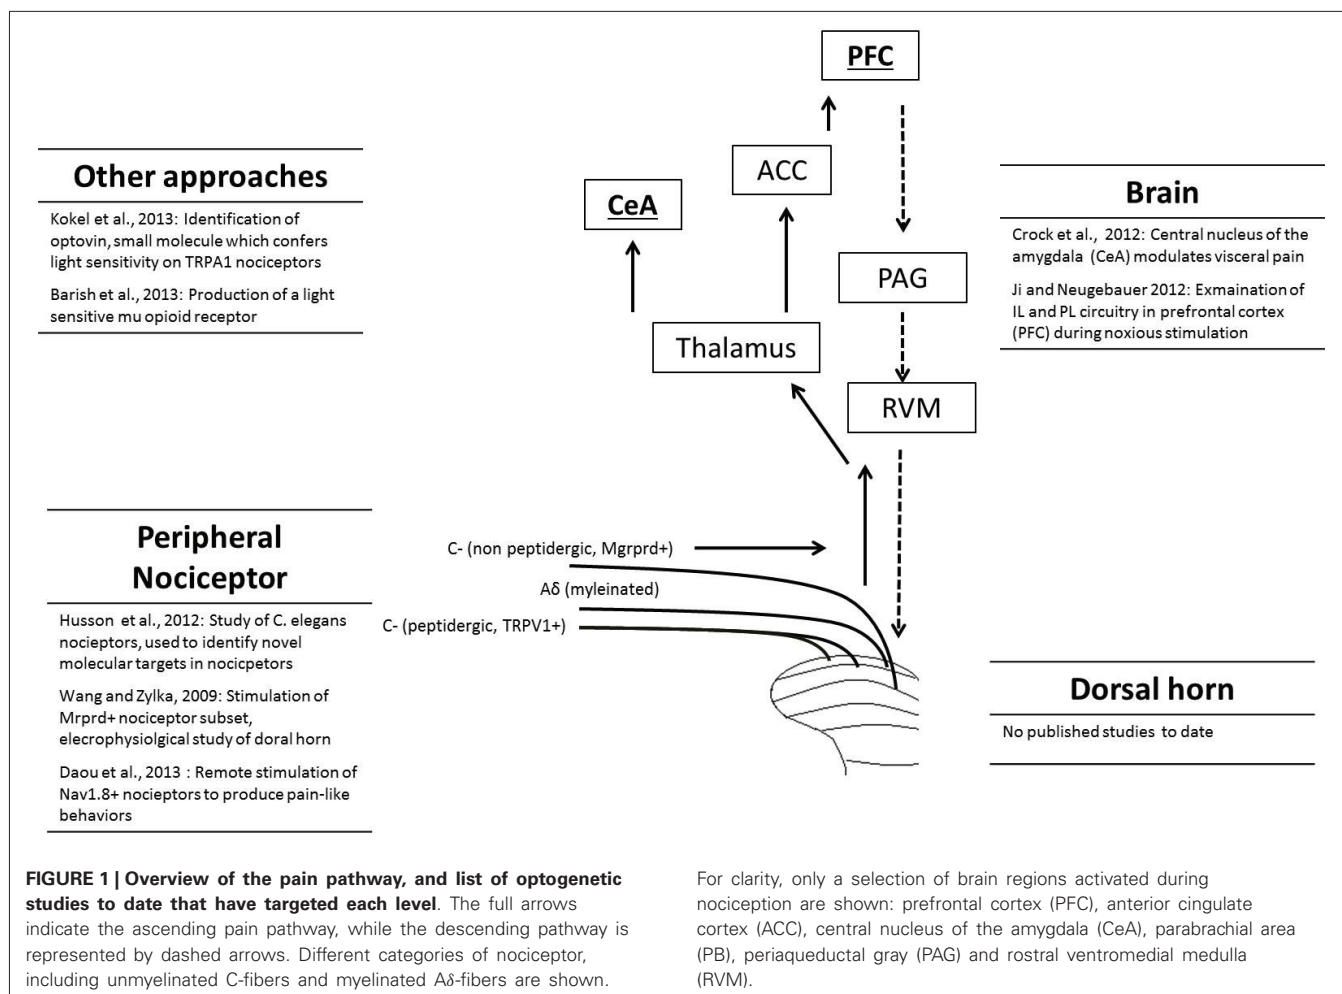 PFC
ACC
CeA
PAG
Thalamus
RVM
Other approaches
Kokel et al., 2013: Identification of
optovin, small molecule which confers
light sensitivity on TRPA1 nociceptors
Barish et al., 2013: Production of a light
sensitive mu opioid receptor
Brain
Crock et al., 2012: Central nucleus of the
amygdala (CeA) modulates visceral pain
Ji and Neugebauer 2012: Exmaination of
IL and PL circuitry in prefrontal cortex
(PFC) during noxious stimulation
Peripheral
Nociceptor
Husson et al., 2012: Study of C. elegans
nocieptors, used to identify novel
molecular targets in nocicpetors
Wang and Zylka, 2009: Stimulation of
Mrprd+ nociceptor subset,
elecrophysiolgical study of doral horn
Daou et al., 2013 : Remote stimulation of
Nav1.8+ nocieptors to produce pain-like
behaviors
C- (non peptidergic, Mgrprd+)
Aδ (myleinated)
C- (peptidergic, TRPV1+)
Dorsal horn
No published studies to date
FIGURE 1 | Overview of the pain pathway, and list of optogenetic
studies to date that have targeted each level. The full arrows
indicate the ascending pain pathway, while the descending pathway is
represented by dashed arrows. Different categories of nociceptor,
including unmyelinated C-fibers and myelinated Aδ-fibers are shown.
For clarity, only a selection of brain regions activated during
nociception are shown: prefrontal cortex (PFC), anterior cingulate
cortex (ACC), central nucleus of the amygdala (CeA), parabrachial area
(PB), periaqueductal gray (PAG) and rostral ventromedial medulla
(RVM).